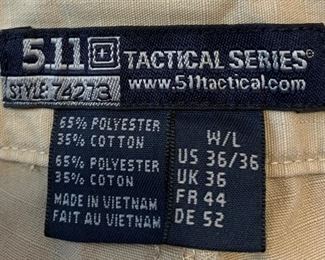 5.11 TACTICAL SERIES®
STYLE: 74273 www.511tactical.com
65% POLYESTER
35% COTTON
65% POLYESTER
35% COTTON
MADE IN VIETNAM
FAIT AU VIETNAM
W/L
US 36/36
UK 36
FR 44
DE 52